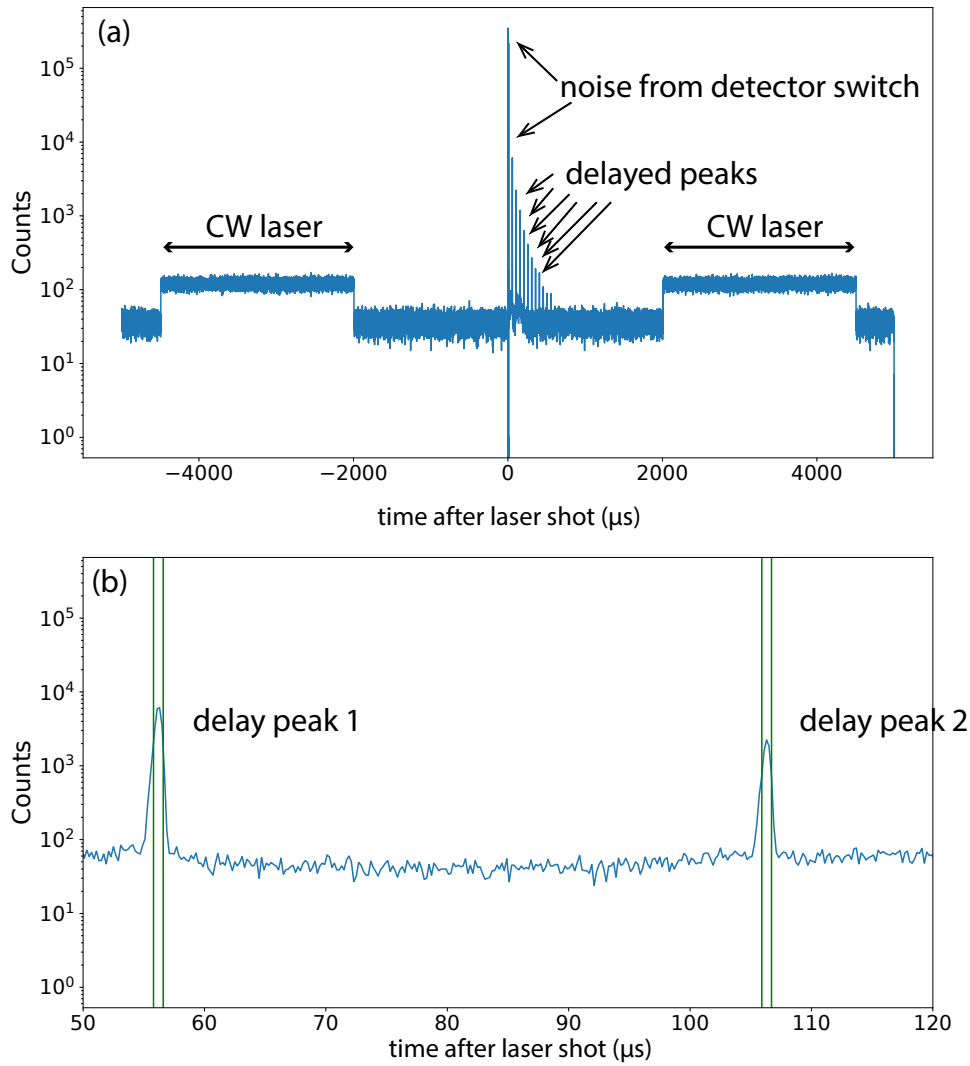 (a)
10⁵
noise from detector switch
10⁴
delayed peaks
10³
CW laser
CW laser
Counts
10²
10¹
10⁰
−4000 −2000 0 2000 4000
time after laser shot (µs)
(b)
10⁵
10⁴
delay peak 1
delay peak 2
10³
Counts
10²
10¹
10⁰
50 60 70 80 90 100 110 120
time after laser shot (µs)